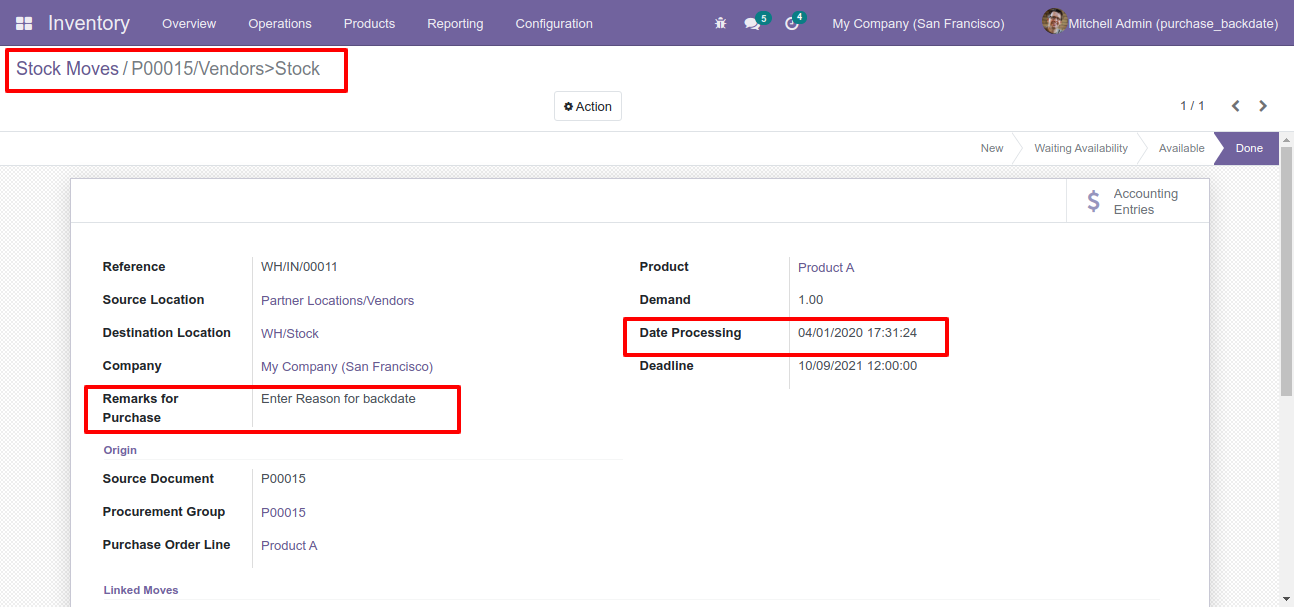 Inventory Overview Operations Products Reporting Configuration 5 4 My Company (San Francisco) Mitchell Admin (purchase_backdate)
Stock Moves / P00015/Vendors>Stock
Action
1 / 1
New Waiting Availability Available Done
$ Accounting
Entries
Reference WH/IN/00011
Source Location Partner Locations/Vendors
Destination Location WH/Stock
Company My Company (San Francisco)
Remarks for Enter Reason for backdate
Purchase
Product Product A
Demand 1.00
Date Processing 04/01/2020 17:31:24
Deadline 10/09/2021 12:00:00
Origin
Source Document P00015
Procurement Group P00015
Purchase Order Line Product A
Linked Moves